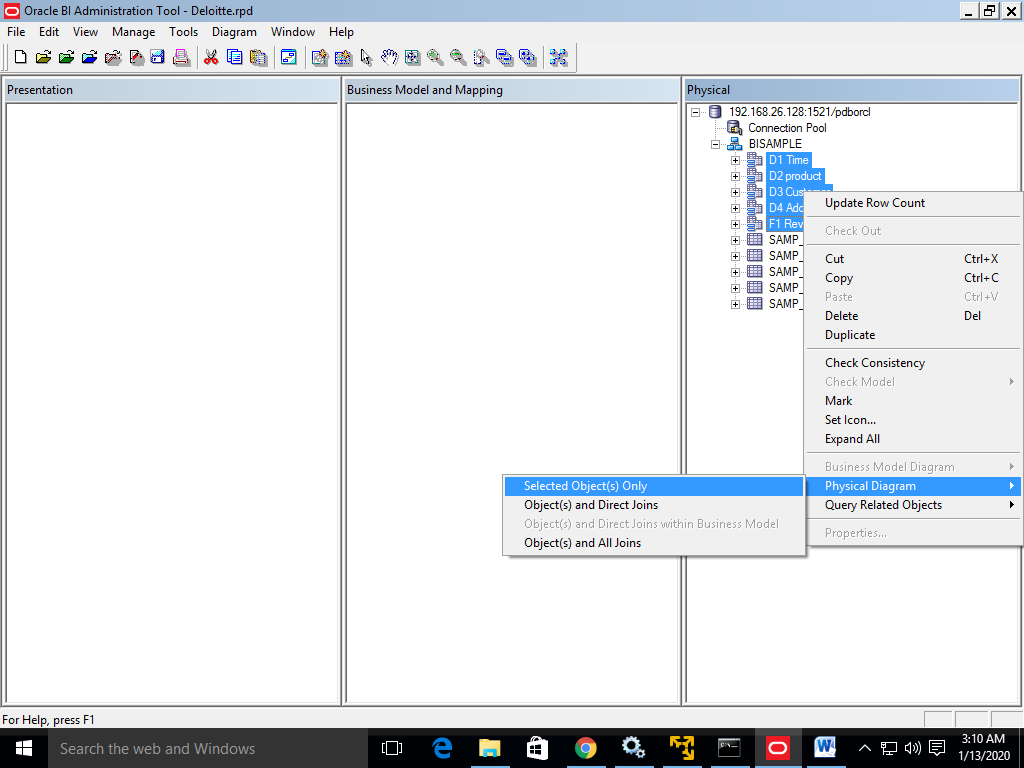 Oracle BI Administration Tool - Deloitte.rpd
File Edit View Manage Tools Diagram Window Help
Presentation
Business Model and Mapping
Physical
192.168.26.128:1521/pdborcl
Connection Pool
BISAMPLE
D1 Time
D2 product
D3 Customer
D4 Add
F1 Rev
SAMP_
SAMP_
SAMP_
SAMP_
SAMP_
Update Row Count
Check Out
Cut Ctrl+X
Copy Ctrl+C
Paste Ctrl+V
Delete Del
Duplicate
Check Consistency
Check Model
Mark
Set Icon...
Expand All
Business Model Diagram
Physical Diagram
Query Related Objects
Properties...
Selected Object(s) Only
Object(s) and Direct Joins
Object(s) and Direct Joins within Business Model
Object(s) and All Joins
For Help, press F1
Search the web and Windows
3:10 AM
1/13/2020